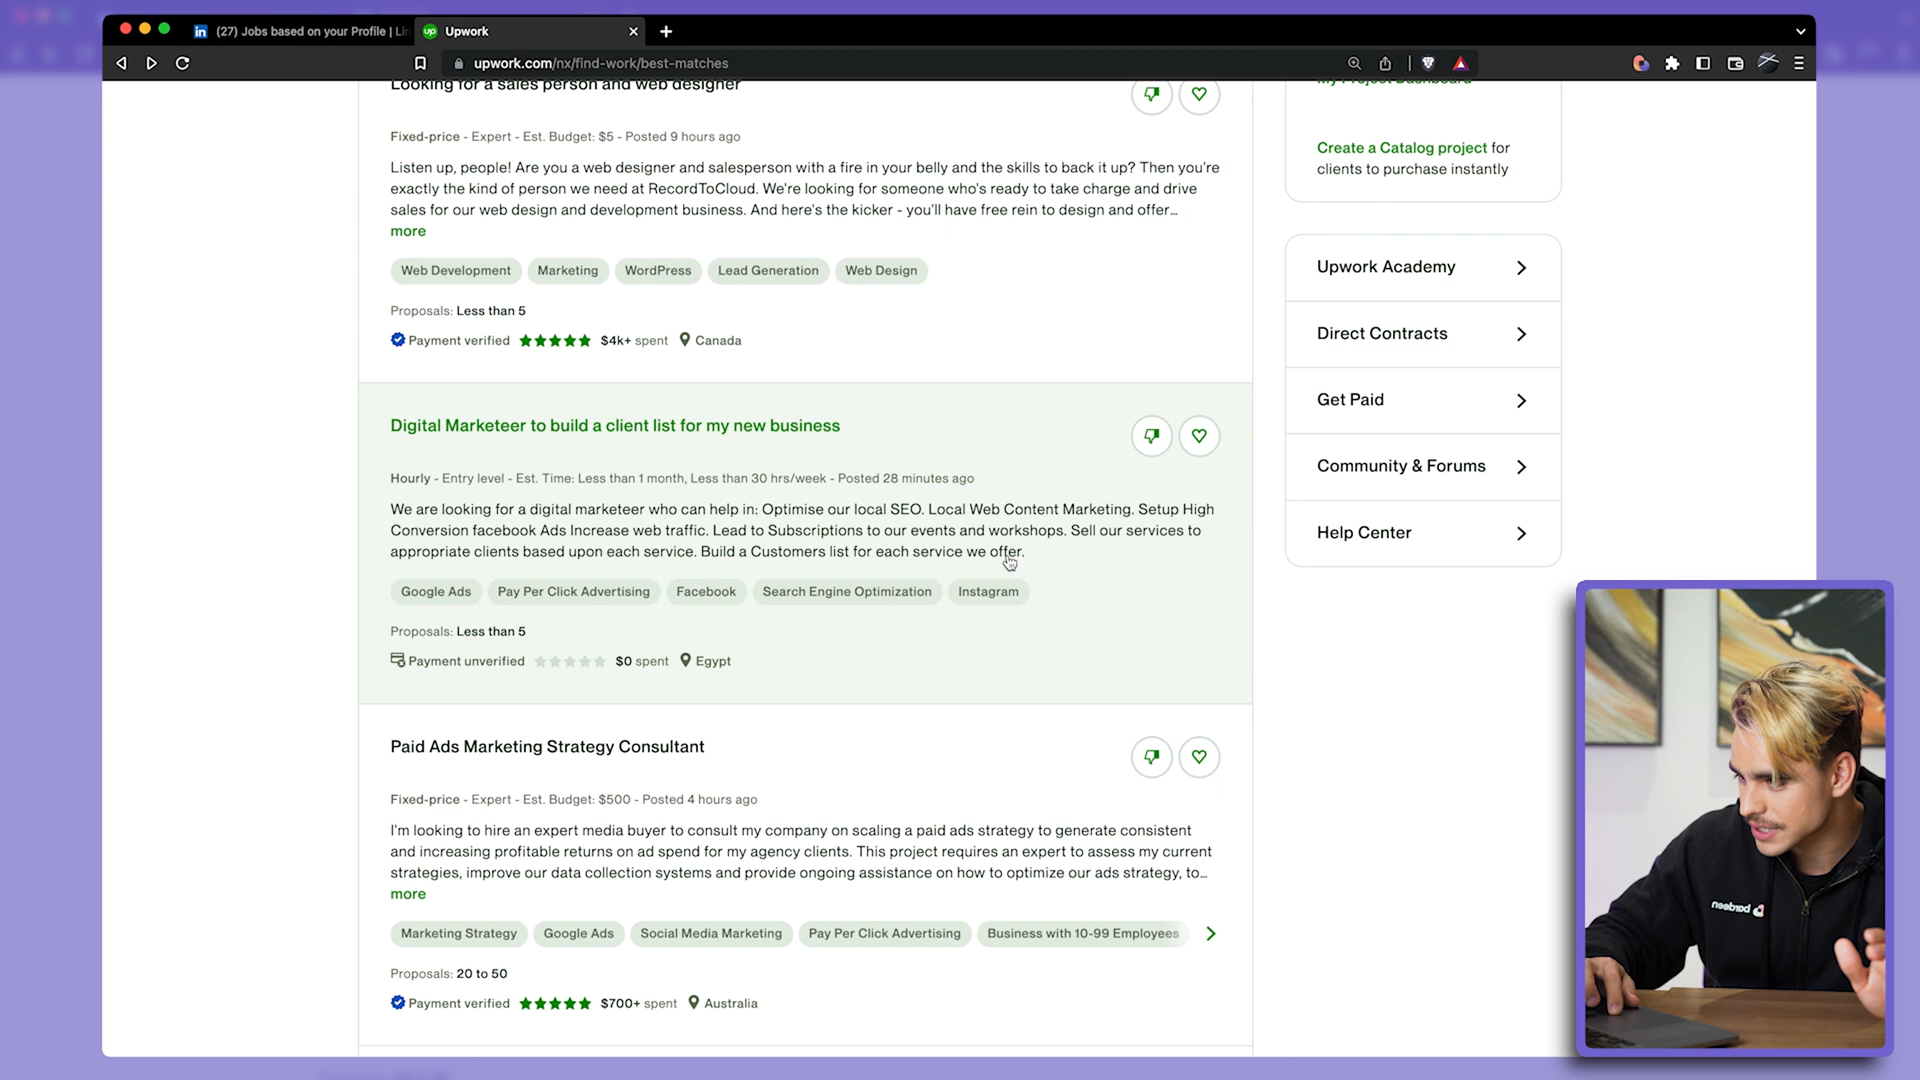 (27) Jobs based on your Profile | Lin
Upwork
upwork.com/nx/find-work/best-matches
Looking for a sales person and web designer
Fixed-price - Expert - Est. Budget: $5 - Posted 9 hours ago
Listen up, people! Are you a web designer and salesperson with a fire in your belly and the skills to back it up? Then you're
exactly the kind of person we need at RecordToCloud. We're looking for someone who's ready to take charge and drive
sales for our web design and development business. And here's the kicker - you'll have free rein to design and offer…
more
Web Development Marketing WordPress Lead Generation Web Design
Proposals: Less than 5
Payment verified $4k+ spent Canada
Digital Marketeer to build a client list for my new business
Hourly - Entry level - Est. Time: Less than 1 month, Less than 30 hrs/week - Posted 28 minutes ago
We are looking for a digital marketeer who can help in: Optimise our local SEO. Local Web Content Marketing. Setup High
Conversion facebook Ads Increase web traffic. Lead to Subscriptions to our events and workshops. Sell our services to
appropriate clients based upon each service. Build a Customers list for each service we offer.
Google Ads Pay Per Click Advertising Facebook Search Engine Optimization Instagram
Proposals: Less than 5
Payment unverified $0 spent Egypt
Paid Ads Marketing Strategy Consultant
Fixed-price - Expert - Est. Budget: $500 - Posted 4 hours ago
I'm looking to hire an expert media buyer to consult my company on scaling a paid ads strategy to generate consistent
and increasing profitable returns on ad spend for my agency clients. This project requires an expert to assess my current
strategies, improve our data collection systems and provide ongoing assistance on how to optimize our ads strategy, to…
more
Marketing Strategy Google Ads Social Media Marketing Pay Per Click Advertising Business with 10-99 Employees
Proposals: 20 to 50
Payment verified $700+ spent Australia
My Project Dashboard
Create a Catalog project for
clients to purchase instantly
Upwork Academy
Direct Contracts
Get Paid
Community & Forums
Help Center
bardeen